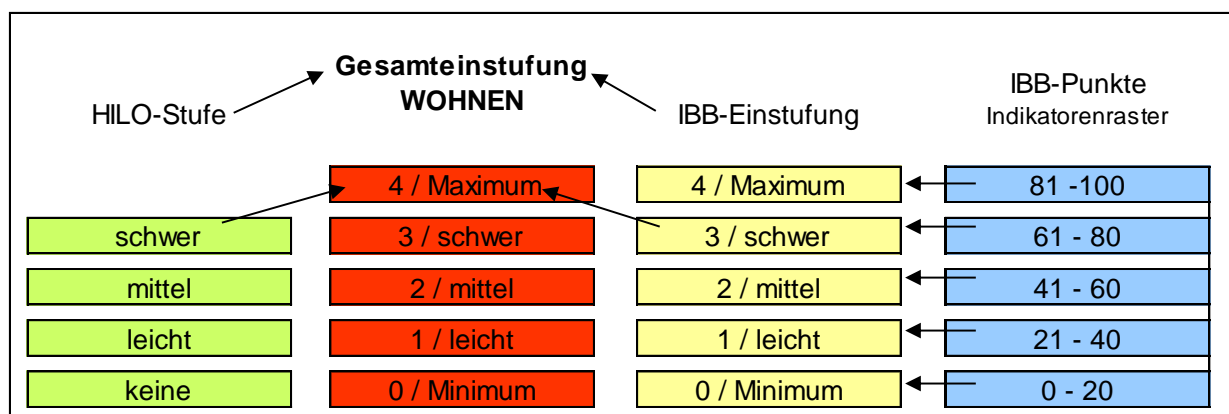 Gesamteinstufung
WOHNEN
HILO-Stufe
IBB-Einstufung
IBB-Punkte
Indikatorenraster
4 / Maximum
4 / Maximum
81 -100
schwer
3 / schwer
3 / schwer
61 - 80
mittel
2 / mittel
2 / mittel
41 - 60
leicht
1 / leicht
1 / leicht
21 - 40
keine
0 / Minimum
0 / Minimum
0 - 20